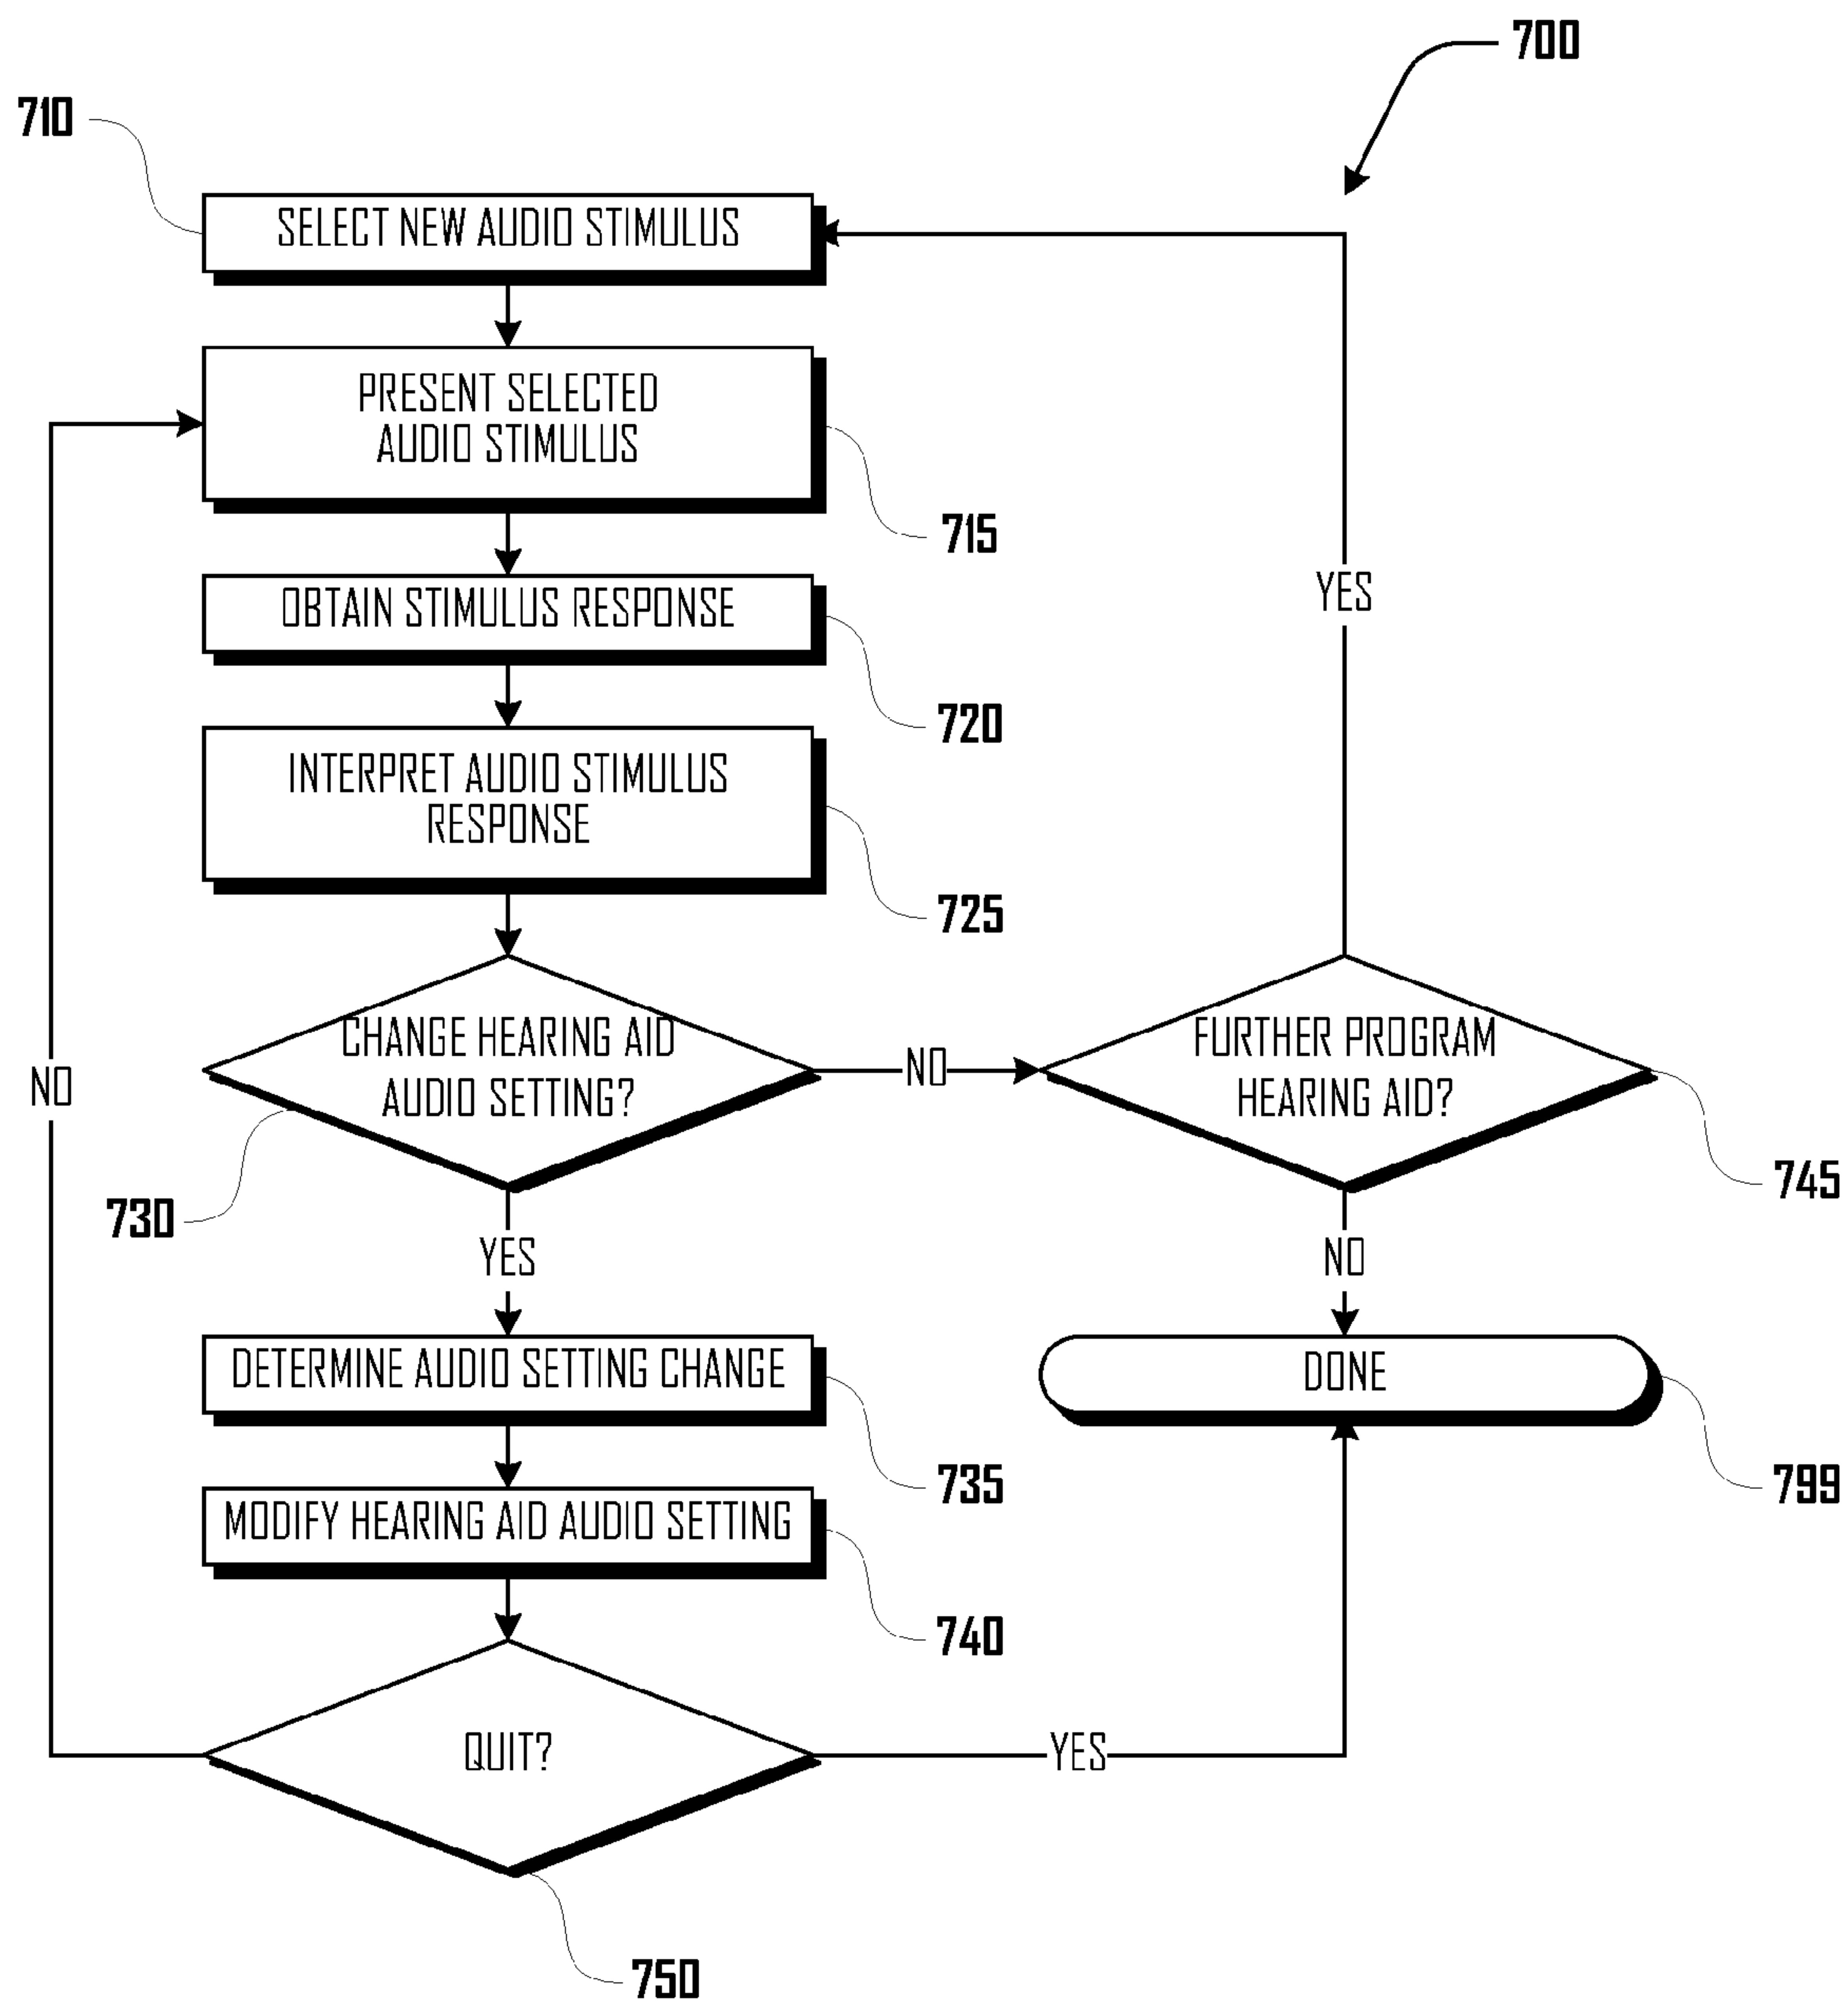 700
710
SELECT NEW AUDIO STIMULUS
PRESENT SELECTED
AUDIO STIMULUS
715
OBTAIN STIMULUS RESPONSE
720
YES
INTERPRET AUDIO STIMULUS
RESPONSE
725
CHANGE HEARING AID
AUDIO SETTING?
730
NO
FURTHER PROGRAM
HEARING AID?
745
NO
YES
NO
DETERMINE AUDIO SETTING CHANGE
735
DONE
799
MODIFY HEARING AID AUDIO SETTING
740
QUIT?
YES
750